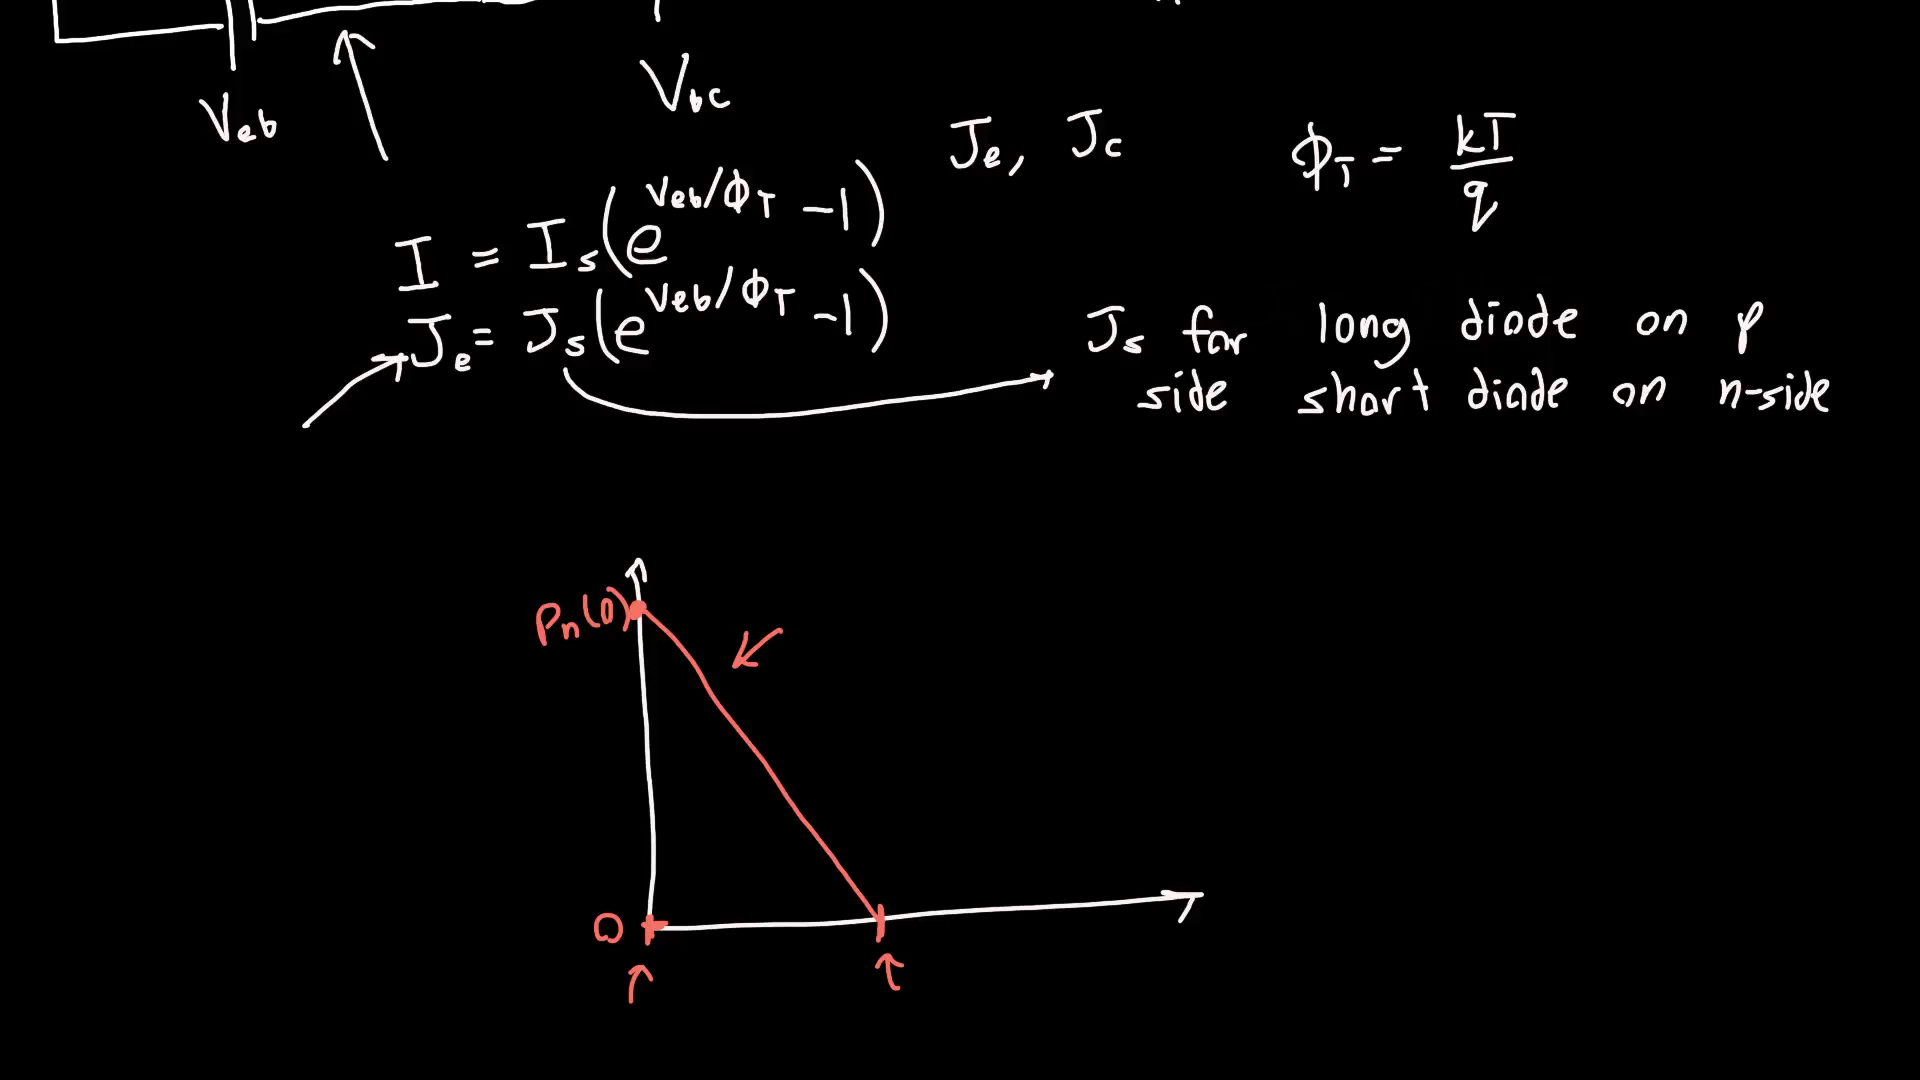 Veb
Vbc
Je, Jc
ϕT = kT/q
I = Is(e^Veb/ϕT -1)
Je = Js(e^Veb/ϕT -1)
Js for long diode on p
side short diode on n-side
Pn(0)
0